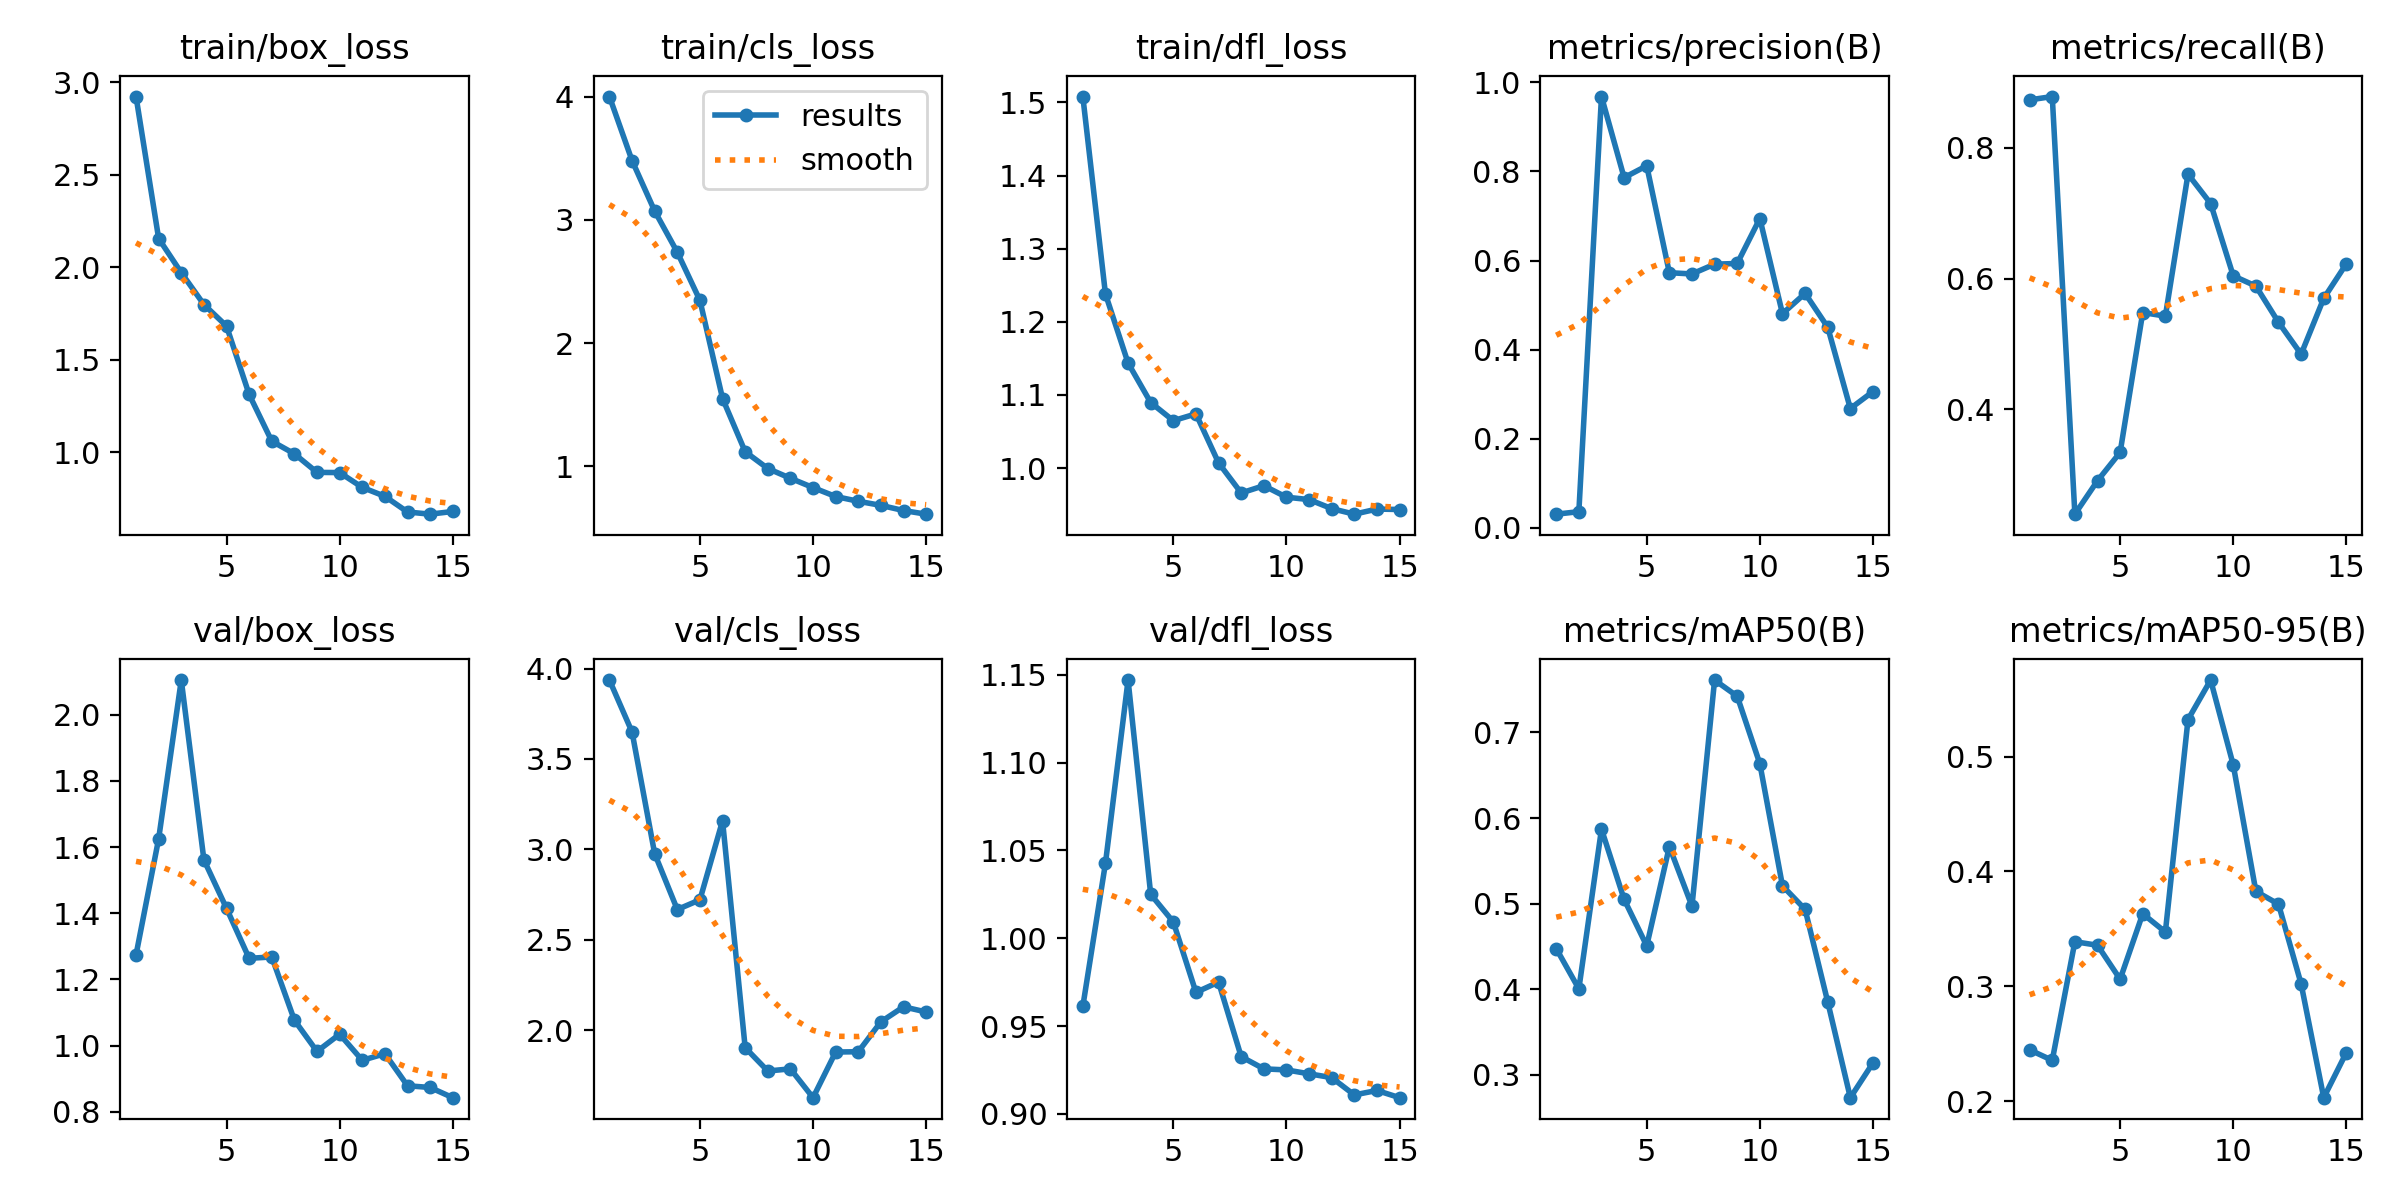 train/box_loss
3.0
2.5
2.0
1.5
1.0
5 10 15
train/cls_loss
4
3
2
1
results
smooth
5 10 15
train/dfl_loss
1.5
1.4
1.3
1.2
1.1
1.0
5 10 15
metrics/precision(B)
1.0
0.8
0.6
0.4
0.2
0.0
5 10 15
metrics/recall(B)
0.8
0.6
0.4
5 10 15
val/box_loss
2.0
1.8
1.6
1.4
1.2
1.0
0.8
5 10 15
val/cls_loss
4.0
3.5
3.0
2.5
2.0
5 10 15
val/dfl_loss
1.15
1.10
1.05
1.00
0.95
0.90
5 10 15
metrics/mAP50(B)
0.7
0.6
0.5
0.4
0.3
5 10 15
metrics/mAP50-95(B)
0.5
0.4
0.3
0.2
5 10 15